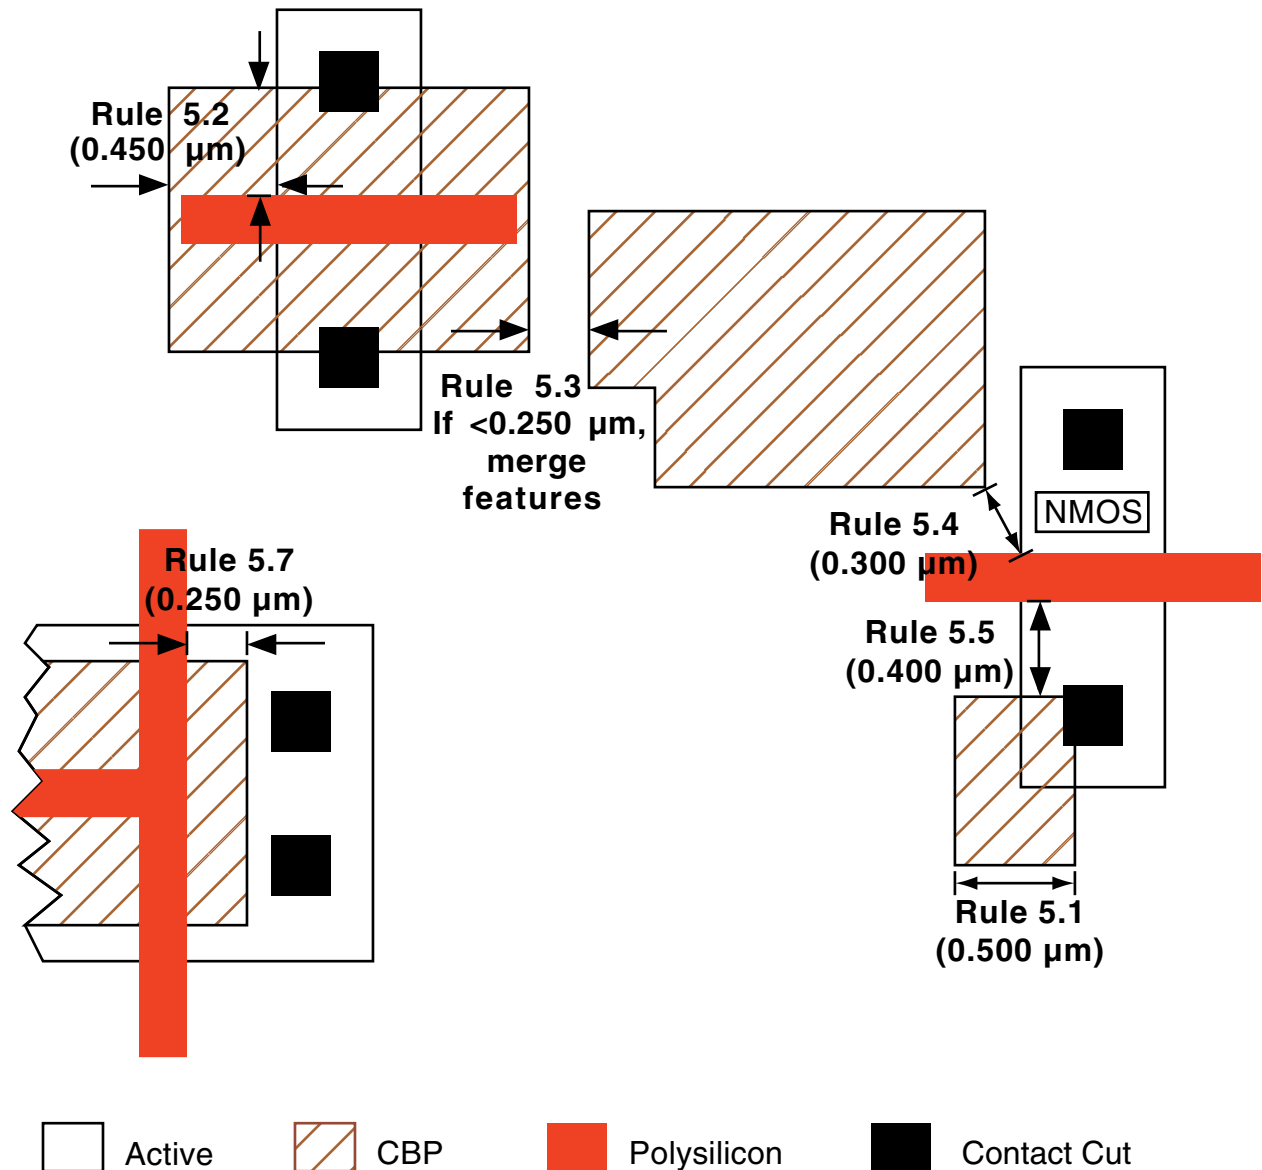 Rule 5.2
(0.450 µm)
Rule 5.3
If <0.250 µm,
merge
features
NMOS
Rule 5.4
(0.300 µm)
Rule 5.7
(0.250 µm)
Rule 5.5
(0.400 µm)
Rule 5.1
(0.500 µm)
Active
CBP
Polysilicon
Contact Cut